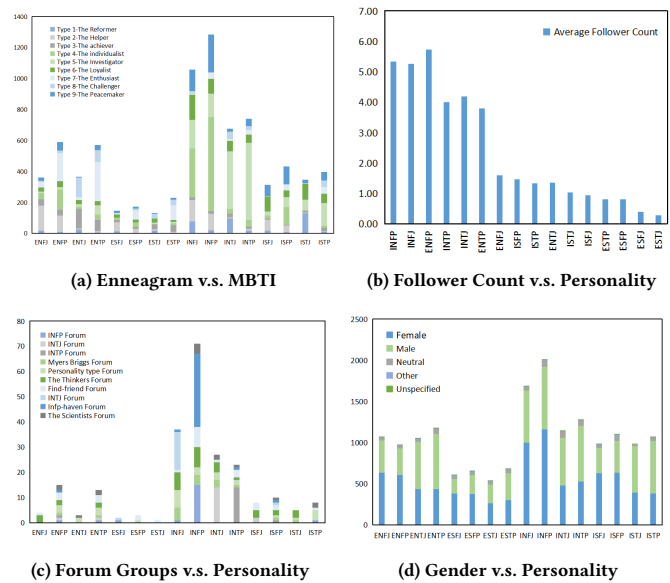 1400
1200
1000
800
600
400
200
0
Type 1-The Reformer
Type 2-The Helper
Type 3-The achiever
Type 4-The individualist
Type 5-The Investigator
Type 6-The Loyalist
Type 7-The Enthusiast
Type 8-The Challenger
Type 9-The Peacemaker
ENFJ ENFP ENTJ ENTP ESFJ ESFP ESTJ ESTP INFJ INFP INTJ INTP ISFJ ISFP ISTJ ISTP
(a) Enneagram v.s. MBTI
7.00
6.00
5.00
4.00
3.00
2.00
1.00
0.00
Average Follower Count
INFP INFJ ENFP INTP INTJ ENTP ENFJ ISFP ISTP ENTJ ISTJ ISFJ ESTP ESFP ESFJ ESTJ
(b) Follower Count v.s. Personality
80
70
60
50
40
30
20
10
0
INFP Forum
INTJ Forum
INTP Forum
Myers Briggs Forum
Personality type Forum
The Thinkers Forum
Find-friend Forum
INTJ Forum
Infp-haven Forum
The Scientists Forum
ENFJ ENFP ENTJ ENTP ESFJ ESFP ESTJ ESTP INFJ INFP INTJ INTP ISFJ ISFP ISTJ ISTP
(c) Forum Groups v.s. Personality
2500
2000
1500
1000
500
0
Female
Male
Neutral
Other
Unspecified
ENFJ ENFP ENTJ ENTP ESFJ ESFP ESTJ ESTP INFJ INFP INTJ INTP ISFJ ISFP ISTJ ISTP
(d) Gender v.s. Personality